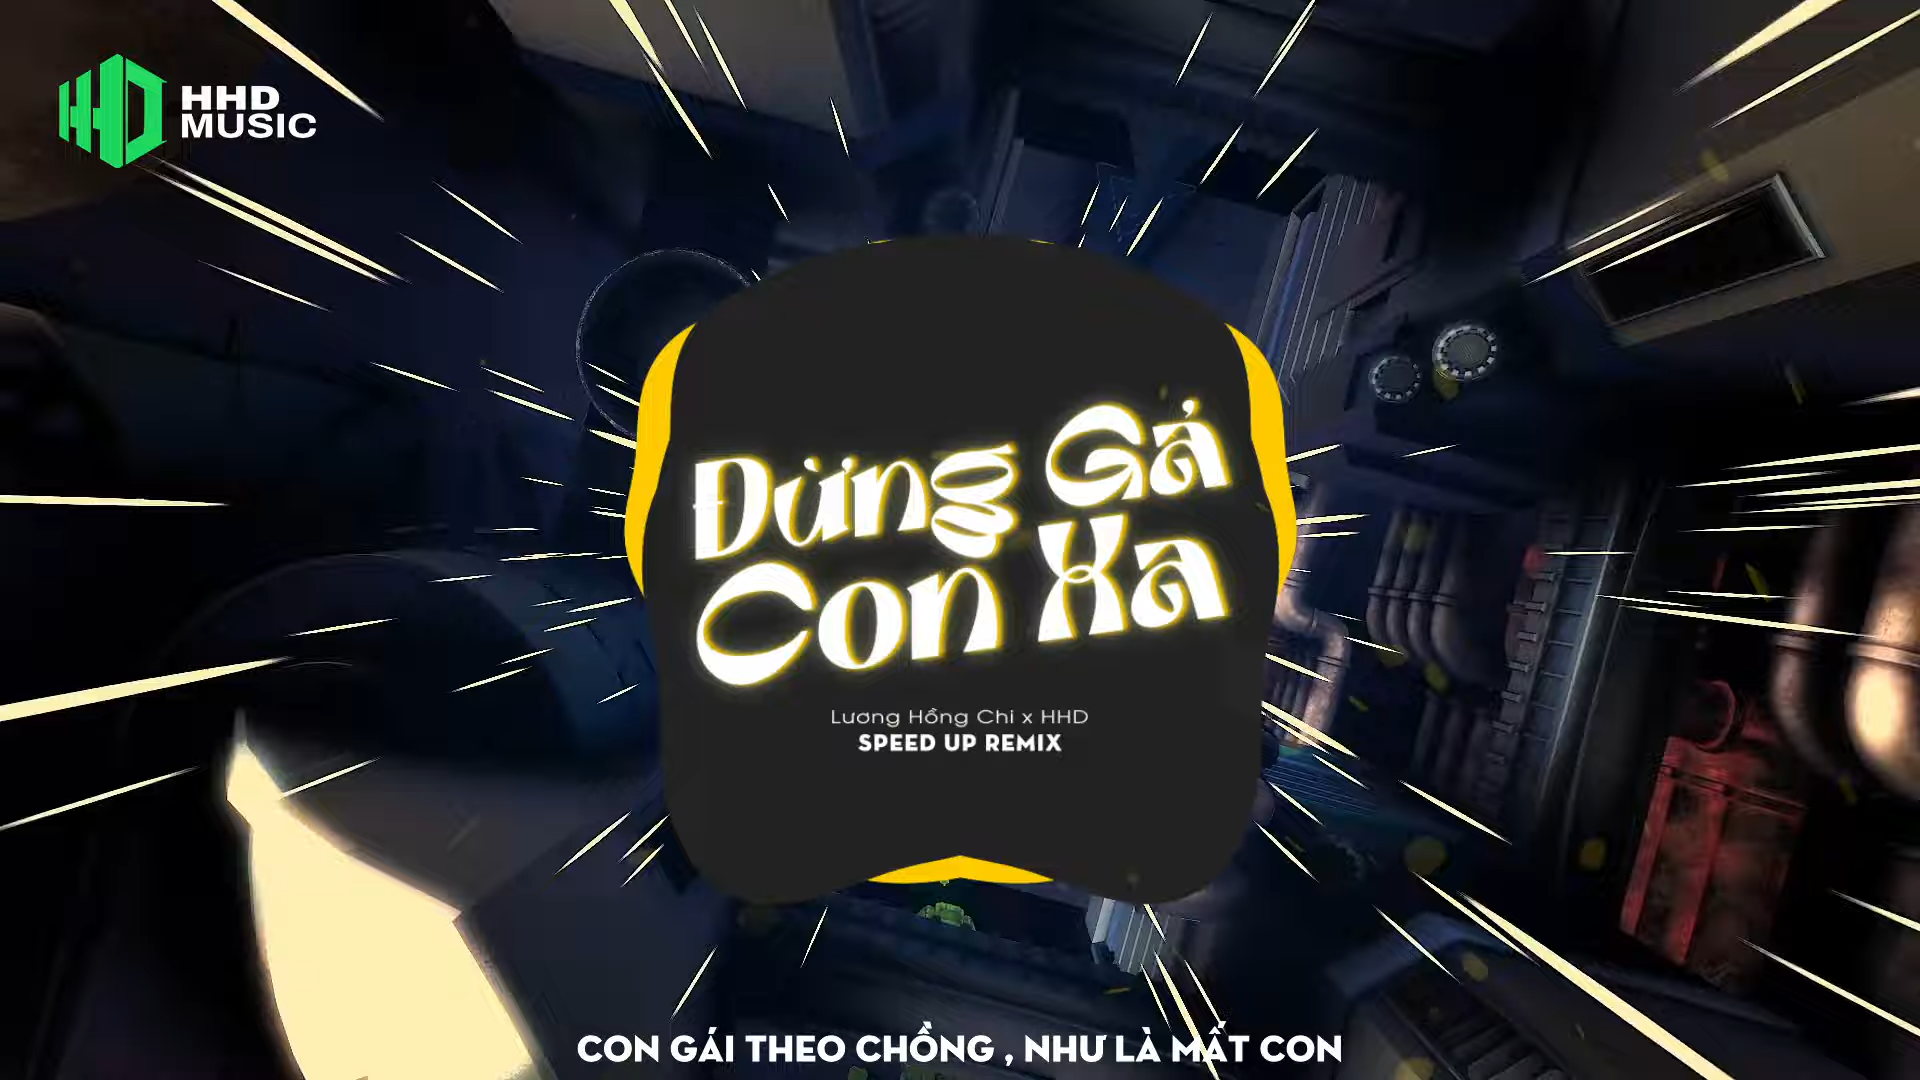 HHD
MUSIC
Đừng Gả
Con Xa
Lương Hồng Chi x HHD
SPEED UP REMIX
CON GÁI THEO CHỒNG , NHƯ LÀ MẤT CON